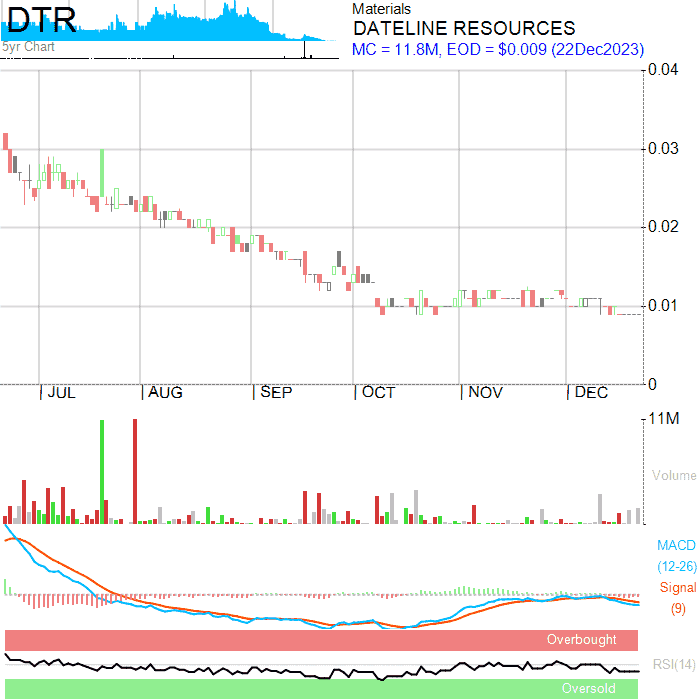 DTR
5yr Chart
Materials
DATELINE RESOURCES
MC = 11.8M, EOD = $0.009 (22Dec2023)
0.04
0.03
0.02
0.01
0
JUL AUG SEP OCT NOV DEC
11M
Volume
MACD
(12-26)
Signal
(9)
Overbought
RSI(14)
Oversold